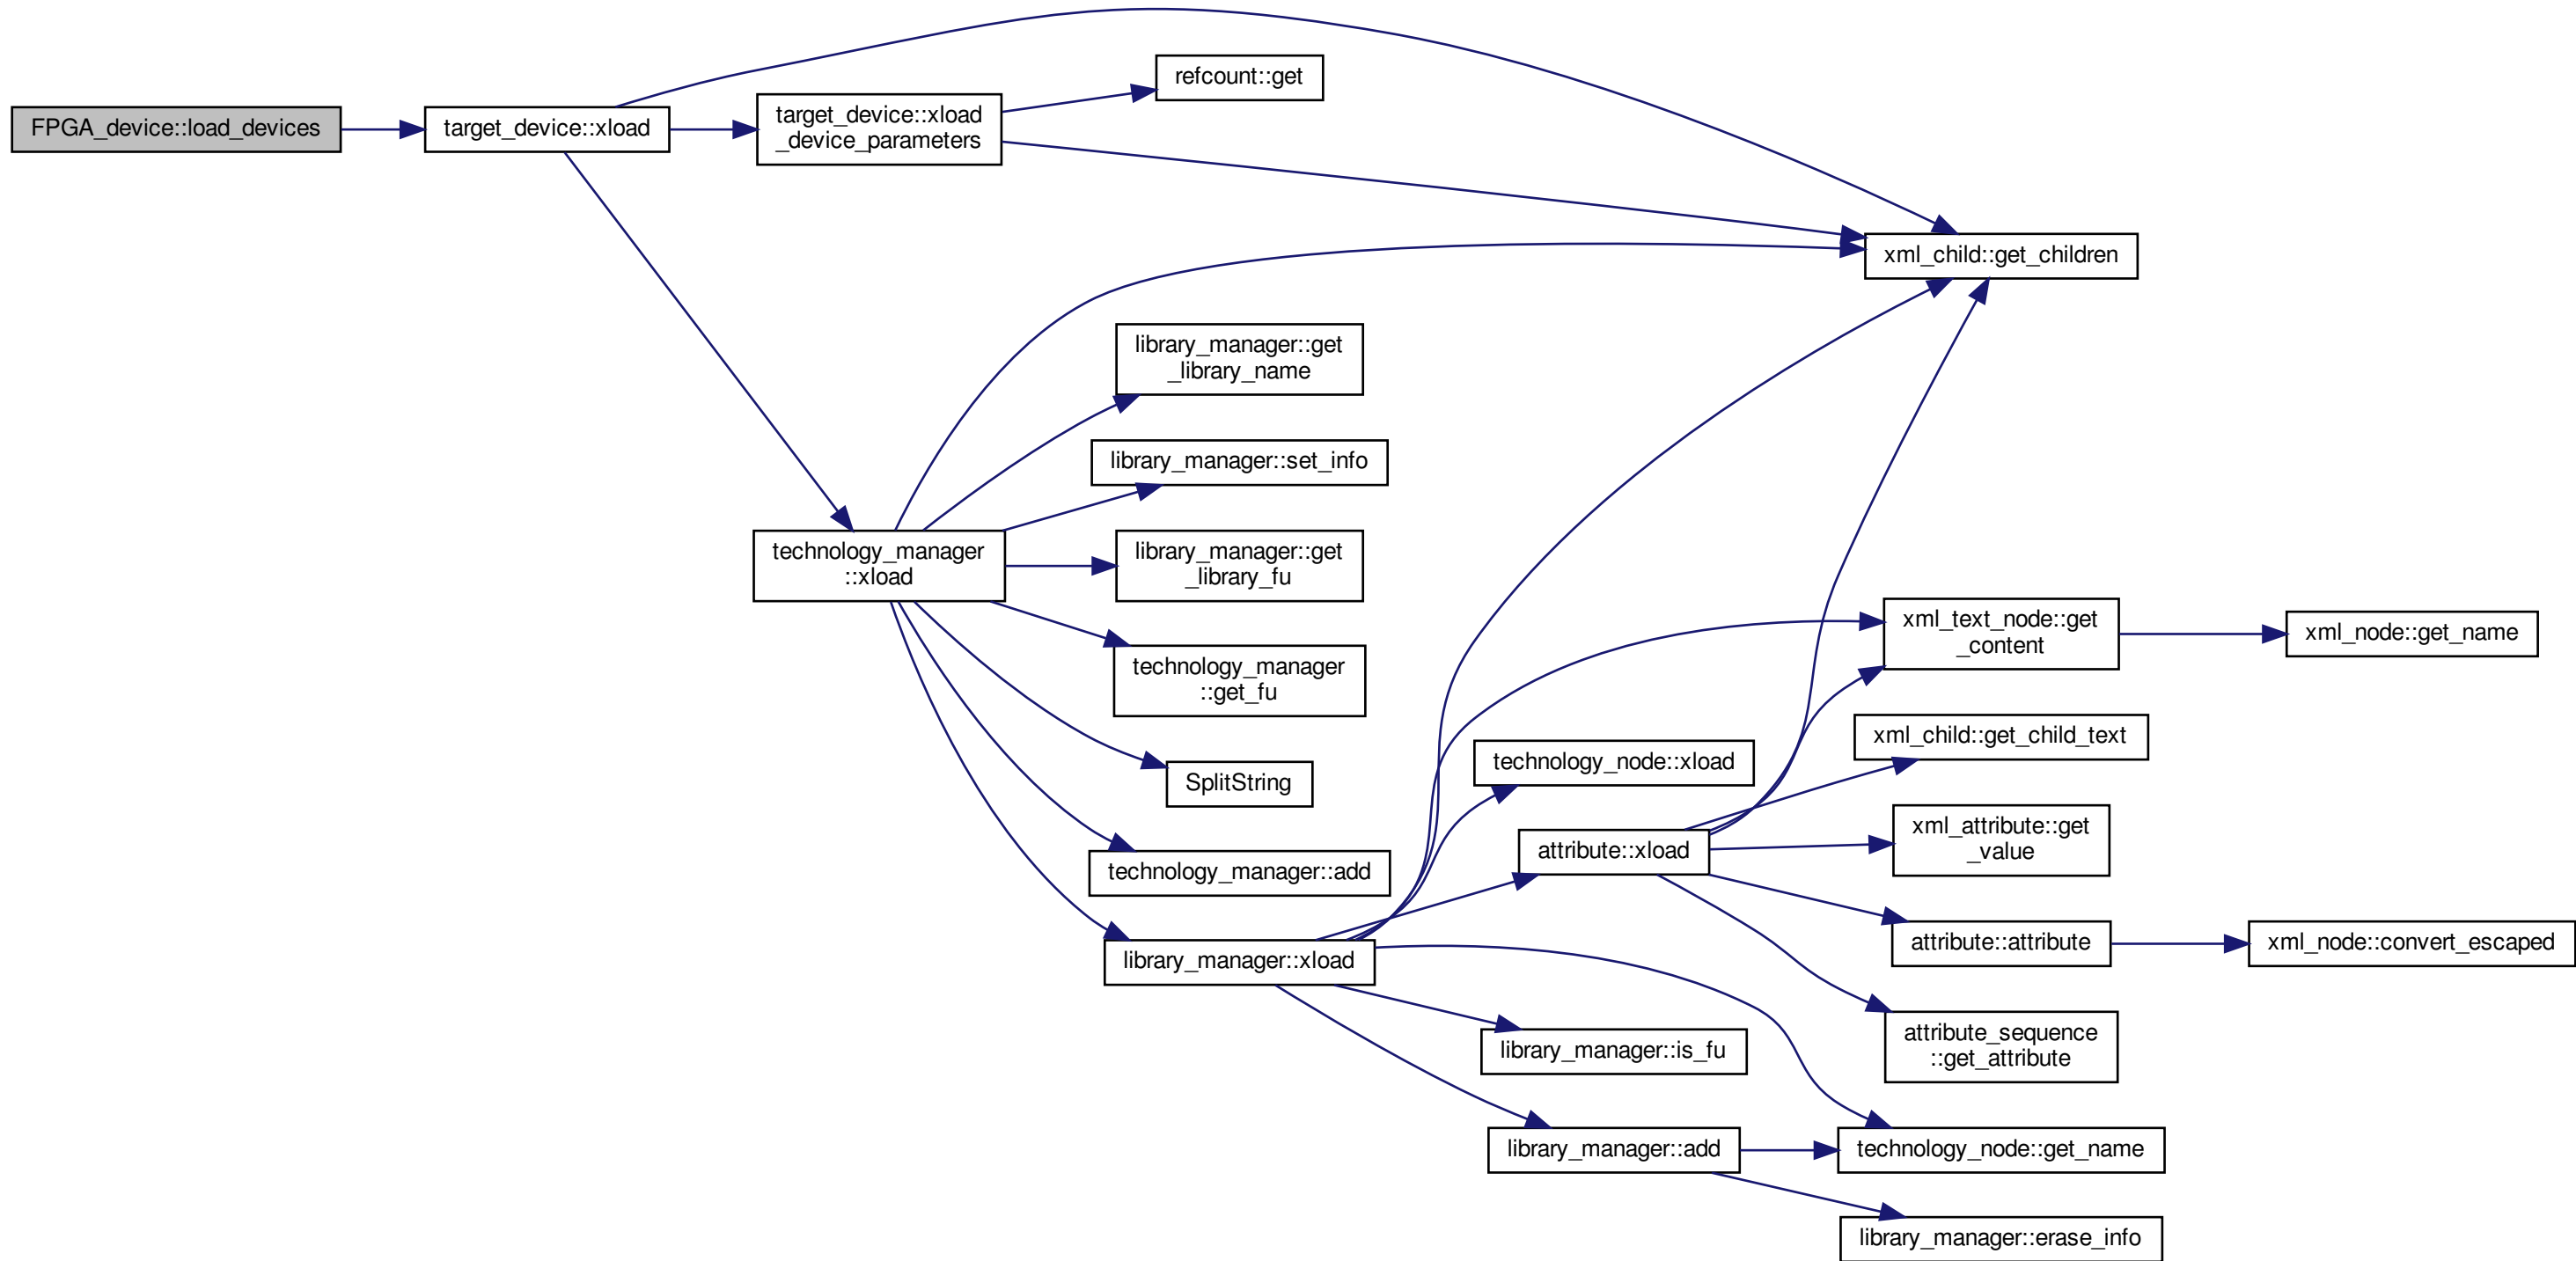 FPGA_device::load_devices
target_device::xload
target_device::xload
_device_parameters
refcount::get
xml_child::get_children
technology_manager
::xload
library_manager::get
_library_name
library_manager::set_info
library_manager::get
_library_fu
technology_manager
::get_fu
SplitString
technology_manager::add
library_manager::xload
technology_node::xload
attribute::xload
library_manager::is_fu
library_manager::add
xml_text_node::get
_content
xml_child::get_child_text
xml_attribute::get
_value
attribute::attribute
attribute_sequence
::get_attribute
technology_node::get_name
library_manager::erase_info
xml_node::get_name
xml_node::convert_escaped